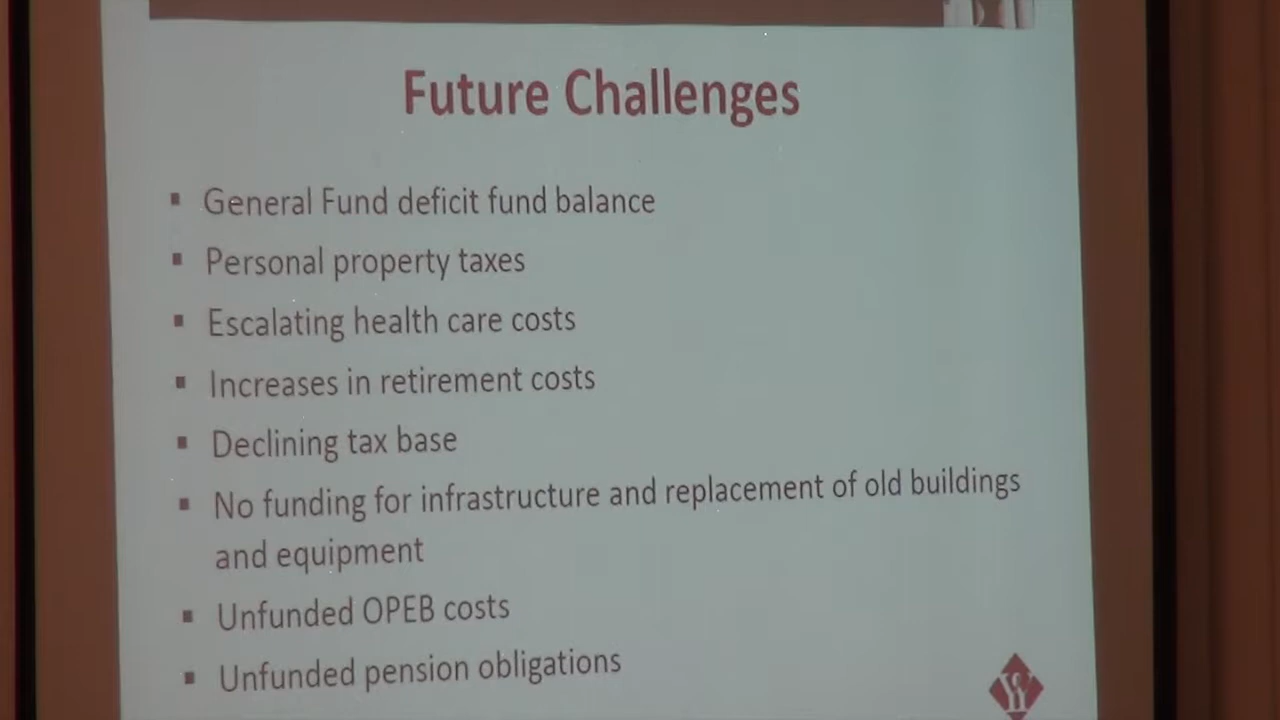 Future Challenges
▪ General Fund deficit fund balance
▪ Personal property taxes
▪ Escalating health care costs
▪ Increases in retirement costs
▪ Declining tax base
▪ No funding for infrastructure and replacement of old buildings
and equipment
▪ Unfunded OPEB costs
▪ Unfunded pension obligations